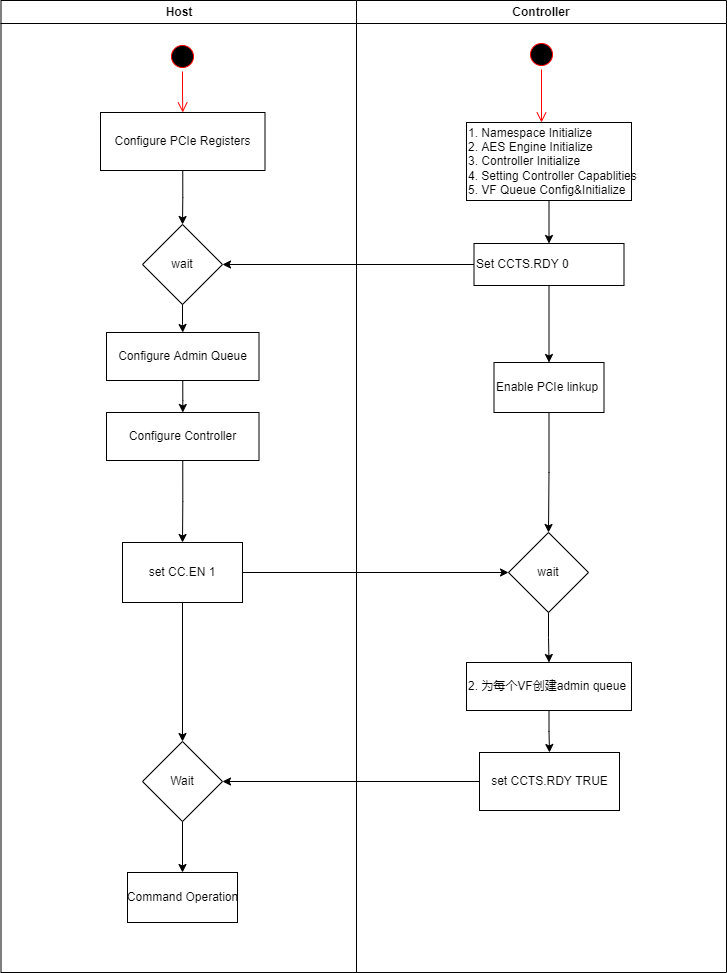 Host
Controller
Configure PCIe Registers
1. Namespace Initialize
2. AES Engine Initialize
3. Controller Initialize
4. Setting Controller Capablities
5. VF Queue Config&Initialize
wait
Set CCTS.RDY 0
Configure Admin Queue
Enable PCIe linkup
Configure Controller
set CC.EN 1
wait
2. 为每个VF创建admin queue
Wait
set CCTS.RDY TRUE
Command Operation